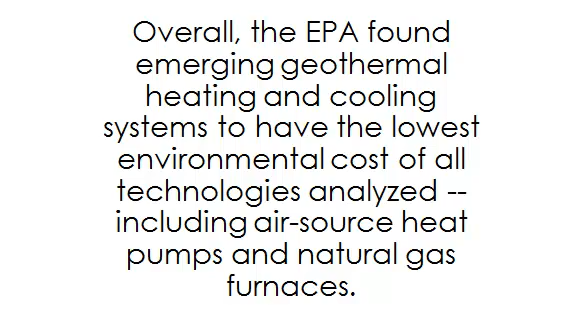 Overall, the EPA found
emerging geothermal
heating and cooling
systems to have the lowest
environmental cost of all
technologies analyzed --
including air-source heat
pumps and natural gas
furnaces.